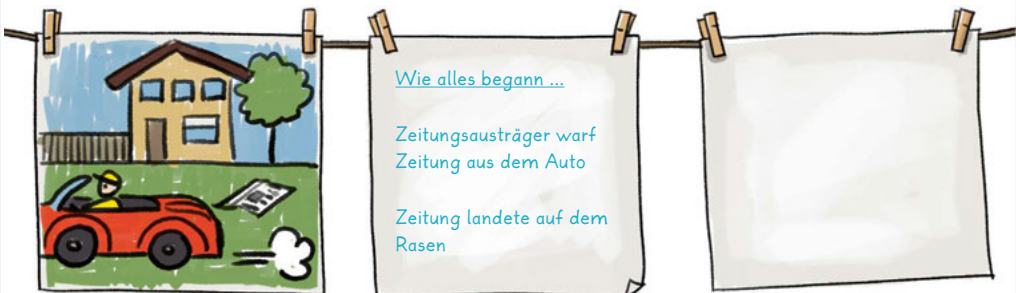 Wie alles begann ...
Zeitungsausträger warf
Zeitung aus dem Auto
Zeitung landete auf dem
Rasen